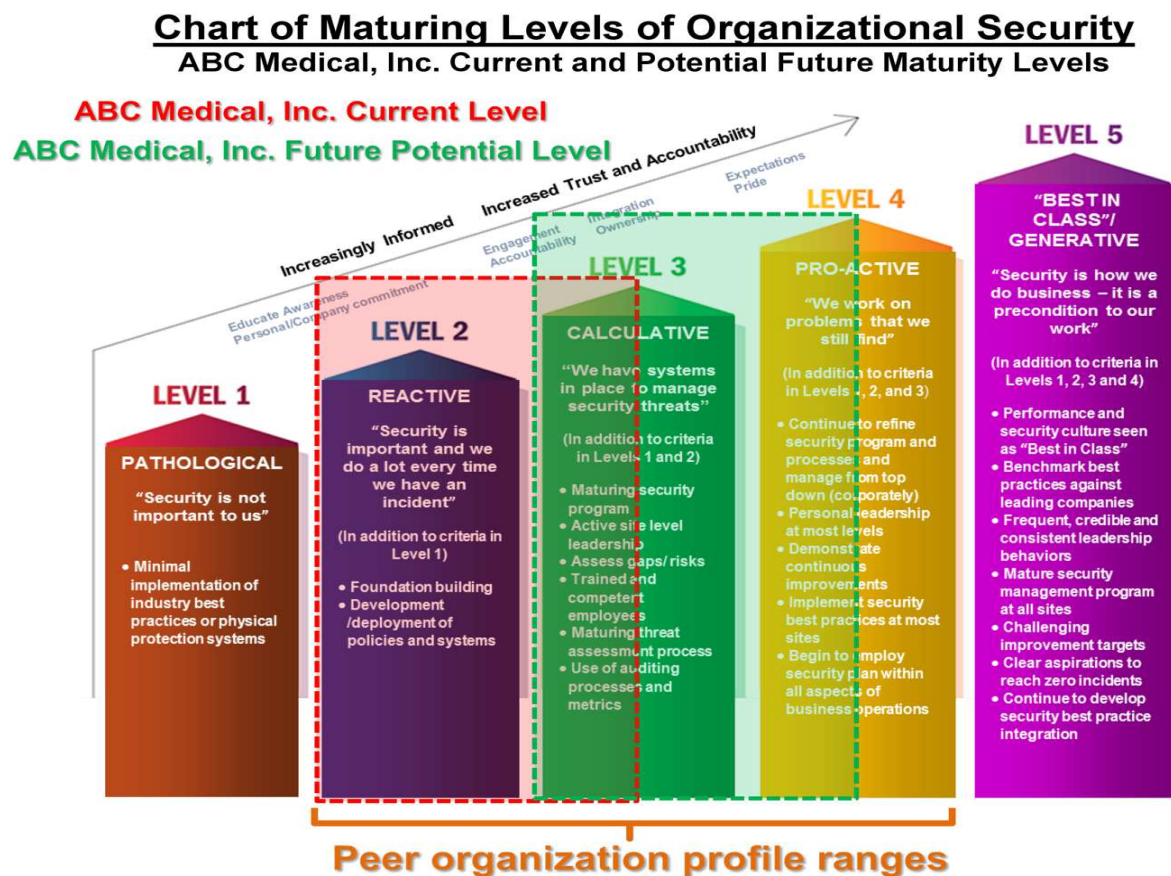 Chart of Maturing Levels of Organizational Security
ABC Medical, Inc. Current and Potential Future Maturity Levels
ABC Medical, Inc. Current Level
ABC Medical, Inc. Future Potential Level
Increasingly Informed
Increased Trust and Accountability
Educate Awareness
Personal/Company commitment
Engagement
Accountability
Integration
Ownership
Expectations
Pride
LEVEL 1
PATHOLOGICAL
“Security is not
important to us”
• Minimal
implementation of
industry best
practices or physical
protection systems
LEVEL 2
REACTIVE
“Security is
important and we
do a lot every time
we have an
incident”
(In addition to criteria in
Level 1)
• Foundation building
• Development
/deployment of
policies and systems
LEVEL 3
CALCULATIVE
“We have systems
in place to manage
security threats”
(In addition to criteria
in Levels 1 and 2)
• Maturing security
program
• Active site level
leadership
• Assess gaps/ risks
• Trained and
competent
employees
• Maturing threat
assessment process
• Use of auditing
processes and
metrics
LEVEL 4
PRO-ACTIVE
“We work on
problems that we
still find”
(In addition to criteria
in Levels 1, 2, and 3)
• Continue to refine
security program and
processes and
manage from top
down (corporately)
• Personal leadership
at most levels
• Demonstrate
continuous
improvements
• Implement security
best practices at most
sites
• Begin to employ
security plan within
all aspects of
business operations
LEVEL 5
“BEST IN
CLASS”/
GENERATIVE
“Security is how we
do business – it is a
precondition to our
work”
(In addition to criteria in
Levels 1, 2, 3 and 4)
• Performance and
security culture seen
as “Best in Class”
• Benchmark best
practices against
leading companies
• Frequent, credible and
consistent leadership
behaviors
• Mature security
management program
at all sites
• Challenging
improvement targets
• Clear aspirations to
reach zero incidents
• Continue to develop
security best practice
integration
Peer organization profile ranges